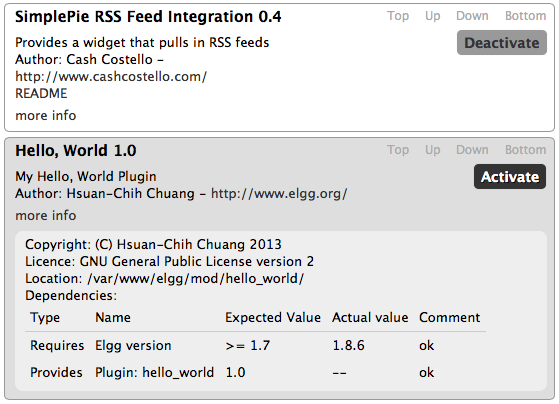 SimplePie RSS Feed Integration 0.4 Top Up Down Bottom
Provides a widget that pulls in RSS feeds Deactivate
Author: Cash Costello -
http://www.cashcostello.com/
README
more info
Hello, World 1.0 Top Up Down Bottom
My Hello, World Plugin Activate
Author: Hsuan-Chih Chuang - http://www.elgg.org/
more info
Copyright: (C) Hsuan-Chih Chuang 2013
Licence: GNU General Public License version 2
Location: /var/www/elgg/mod/hello_world/
Dependencies:
Type Name Expected Value Actual value Comment
Requires Elgg version >= 1.7 1.8.6 ok
Provides Plugin: hello_world 1.0 -- ok